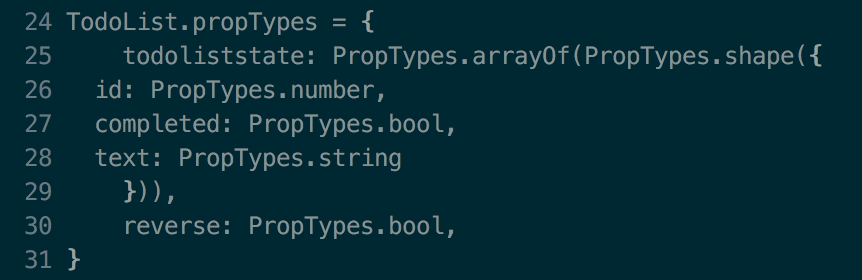 24 TodoList.propTypes = {
25     todoliststate: PropTypes.arrayOf(PropTypes.shape({
26   id: PropTypes.number,
27   completed: PropTypes.bool,
28   text: PropTypes.string
29     })),
30     reverse: PropTypes.bool,
31 }